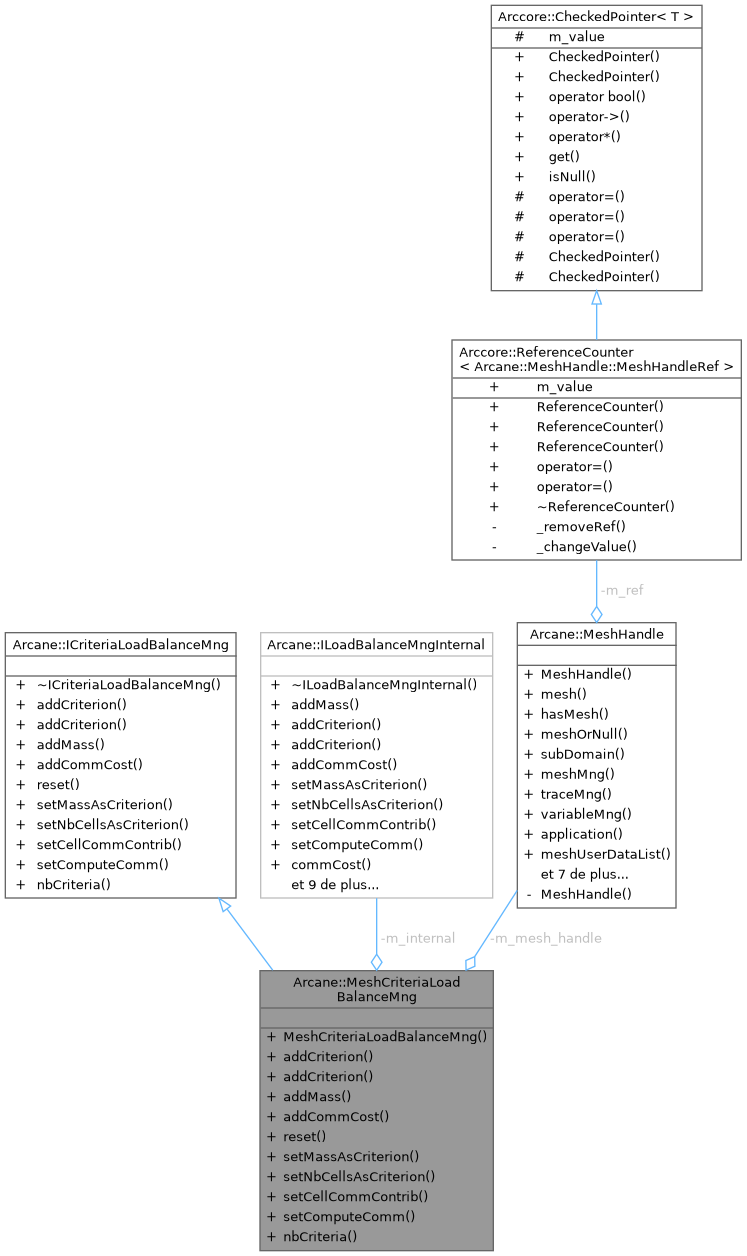 Arccore::CheckedPointer< T >
# m_value
+ CheckedPointer()
+ CheckedPointer()
+ operator bool()
+ operator->()
+ operator*()
+ get()
+ isNull()
# operator=()
# operator=()
# operator=()
# CheckedPointer()
# CheckedPointer()
Arccore::ReferenceCounter
< Arcane::MeshHandle::MeshHandleRef >
+ m_value
+ ReferenceCounter()
+ ReferenceCounter()
+ ReferenceCounter()
+ operator=()
+ operator=()
+ ~ReferenceCounter()
- _removeRef()
- _changeValue()
-m_ref
Arcane::ICriteriaLoadBalanceMng
+ ~ICriteriaLoadBalanceMng()
+ addCriterion()
+ addCriterion()
+ addMass()
+ addCommCost()
+ reset()
+ setMassAsCriterion()
+ setNbCellsAsCriterion()
+ setCellCommContrib()
+ setComputeComm()
+ nbCriteria()
Arcane::ILoadBalanceMngInternal
+ ~ILoadBalanceMngInternal()
+ addMass()
+ addCriterion()
+ addCriterion()
+ addCommCost()
+ setMassAsCriterion()
+ setNbCellsAsCriterion()
+ setCellCommContrib()
+ setComputeComm()
+ commCost()
et 9 de plus...
Arcane::MeshHandle
+ MeshHandle()
+ mesh()
+ hasMesh()
+ meshOrNull()
+ subDomain()
+ meshMng()
+ traceMng()
+ variableMng()
+ application()
+ meshUserDataList()
et 7 de plus...
- MeshHandle()
-m_internal
-m_mesh_handle
Arcane::MeshCriteriaLoad
BalanceMng
+ MeshCriteriaLoadBalanceMng()
+ addCriterion()
+ addCriterion()
+ addMass()
+ addCommCost()
+ reset()
+ setMassAsCriterion()
+ setNbCellsAsCriterion()
+ setCellCommContrib()
+ setComputeComm()
+ nbCriteria()